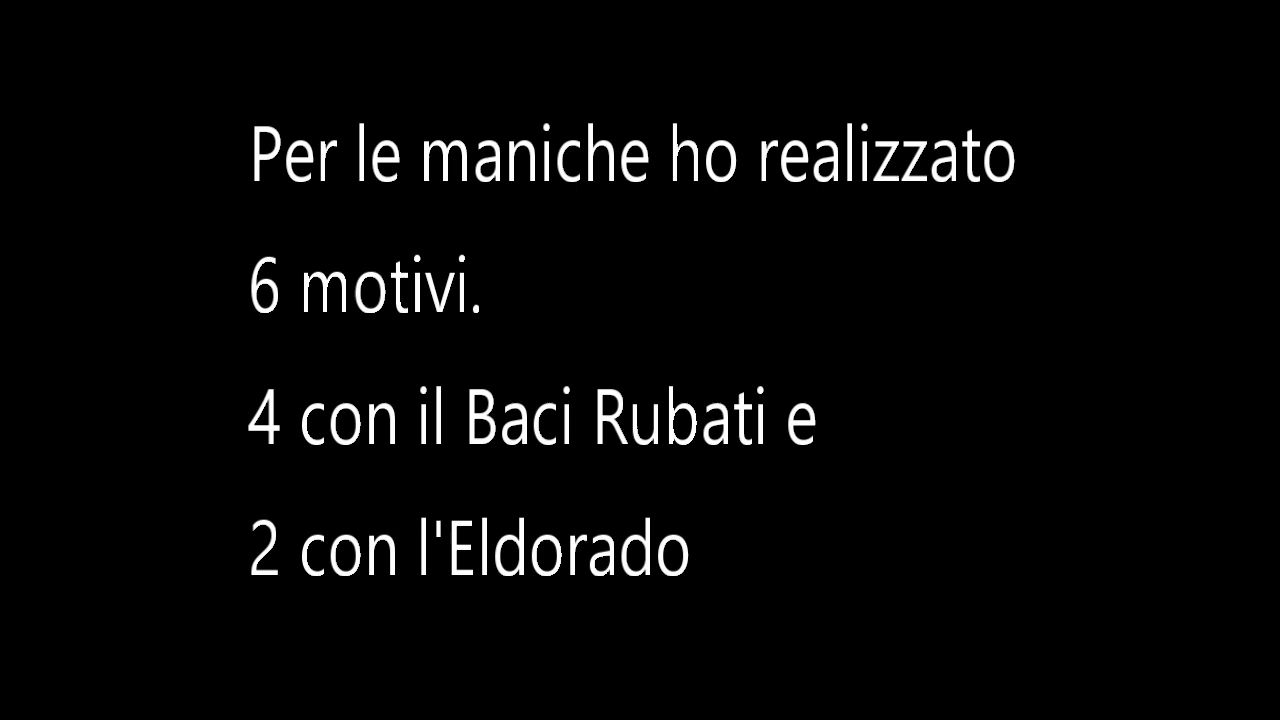 Per le maniche ho realizzato
6 motivi.
4 con il Baci Rubati e
2 con l'Eldorado